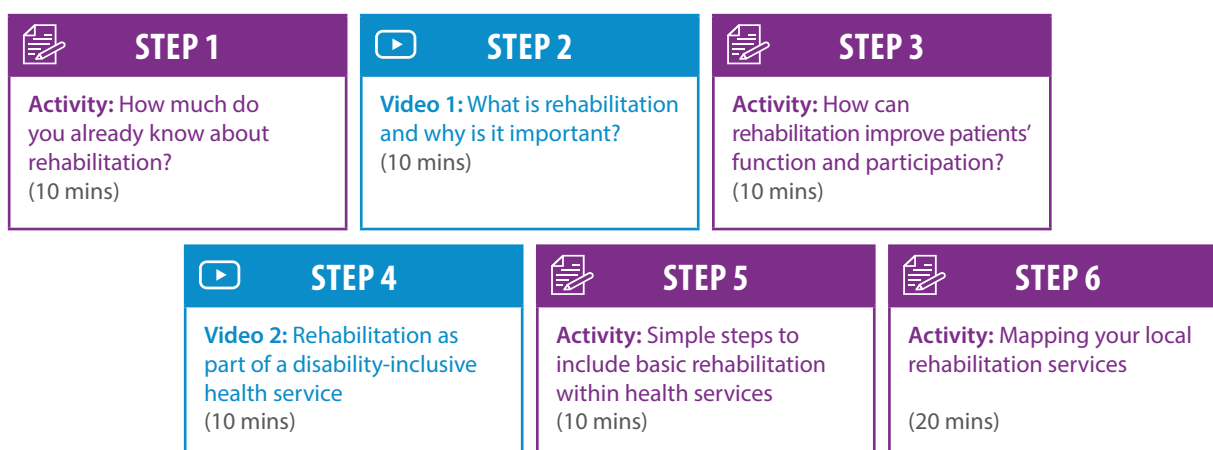 STEP 1
Activity: How much do
you already know about
rehabilitation?
(10 mins)
STEP 2
Video 1: What is rehabilitation
and why is it important?
(10 mins)
STEP 3
Activity: How can
rehabilitation improve patients’
function and participation?
(10 mins)
STEP 4
Video 2: Rehabilitation as
part of a disability-inclusive
health service
(10 mins)
STEP 5
Activity: Simple steps to
include basic rehabilitation
within health services
(10 mins)
STEP 6
Activity: Mapping your local
rehabilitation services
(20 mins)